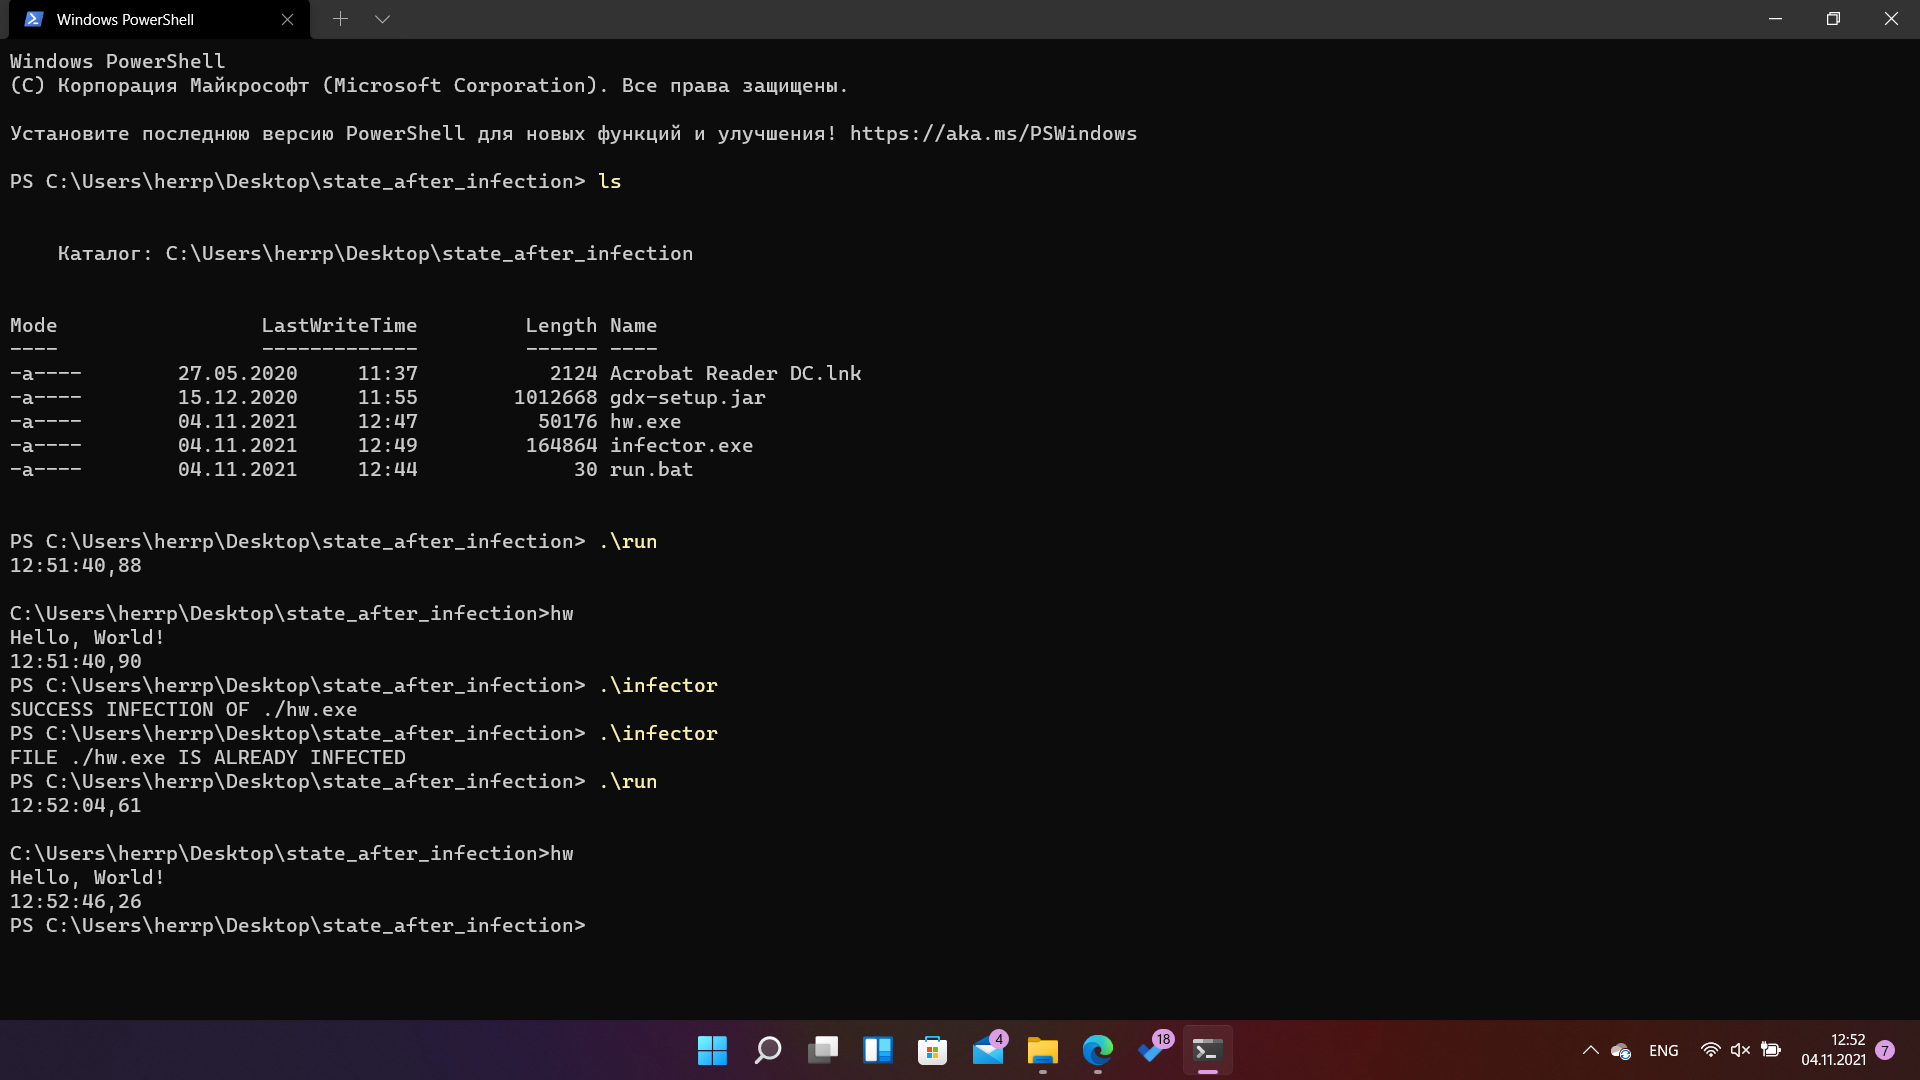 Windows PowerShell
Windows PowerShell
(C) Корпорация Майкрософт (Microsoft Corporation). Все права защищены.
Установите последнюю версию PowerShell для новых функций и улучшения! https://aka.ms/PSWindows
PS C:\Users\herrp\Desktop\state_after_infection> ls
Каталог: C:\Users\herrp\Desktop\state_after_infection
Mode LastWriteTime Length Name
---- ------------- ------ ----
-a---- 27.05.2020 11:37 2124 Acrobat Reader DC.lnk
-a---- 15.12.2020 11:55 1012668 gdx-setup.jar
-a---- 04.11.2021 12:47 50176 hw.exe
-a---- 04.11.2021 12:49 164864 infector.exe
-a---- 04.11.2021 12:44 30 run.bat
PS C:\Users\herrp\Desktop\state_after_infection> .\run
12:51:40,88
C:\Users\herrp\Desktop\state_after_infection>hw
Hello, World!
12:51:40,90
PS C:\Users\herrp\Desktop\state_after_infection> .\infector
SUCCESS INFECTION OF ./hw.exe
PS C:\Users\herrp\Desktop\state_after_infection> .\infector
FILE ./hw.exe IS ALREADY INFECTED
PS C:\Users\herrp\Desktop\state_after_infection> .\run
12:52:04,61
C:\Users\herrp\Desktop\state_after_infection>hw
Hello, World!
12:52:46,26
PS C:\Users\herrp\Desktop\state_after_infection>
4
18
ENG
12:52
04.11.2021
7